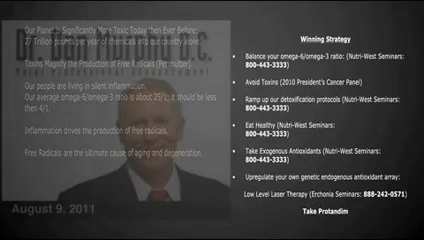 Our Planet is Significantly More Toxic Today then Ever Before:
27 Trillion pounds per year of chemicals into our country alone.
Toxins Magnify the Production of Free Radicals (Per mutter).
Our people are living in silent inflammation.
Our average omega-6/omega-3 ratio is about 25/1; it should be
less then 4/1.
Inflammation drives the production of free radicals.
Free Radicals are the ultimate cause of aging and degeneration.
August 9, 2011
Winning Strategy
Balance your omega-6/omega-3 ratio: (Nutri-West Seminars:
800-443-3333)
Avoid Toxins (2010 President's Cancer Panel)
Ramp up our detoxification protocols (Nutri-West Seminars:
800-443-3333)
Eat Healthy (Nutri-West Seminars:
800-443-3333)
Take Exogenous Antioxidants (Nutri-West Seminars:
800-443-3333)
Upregulate your own genetic endogenous antioxidant array:
Low Level Laser Therapy (Erchonia Seminars: 888-242-0571)
Take Protandim